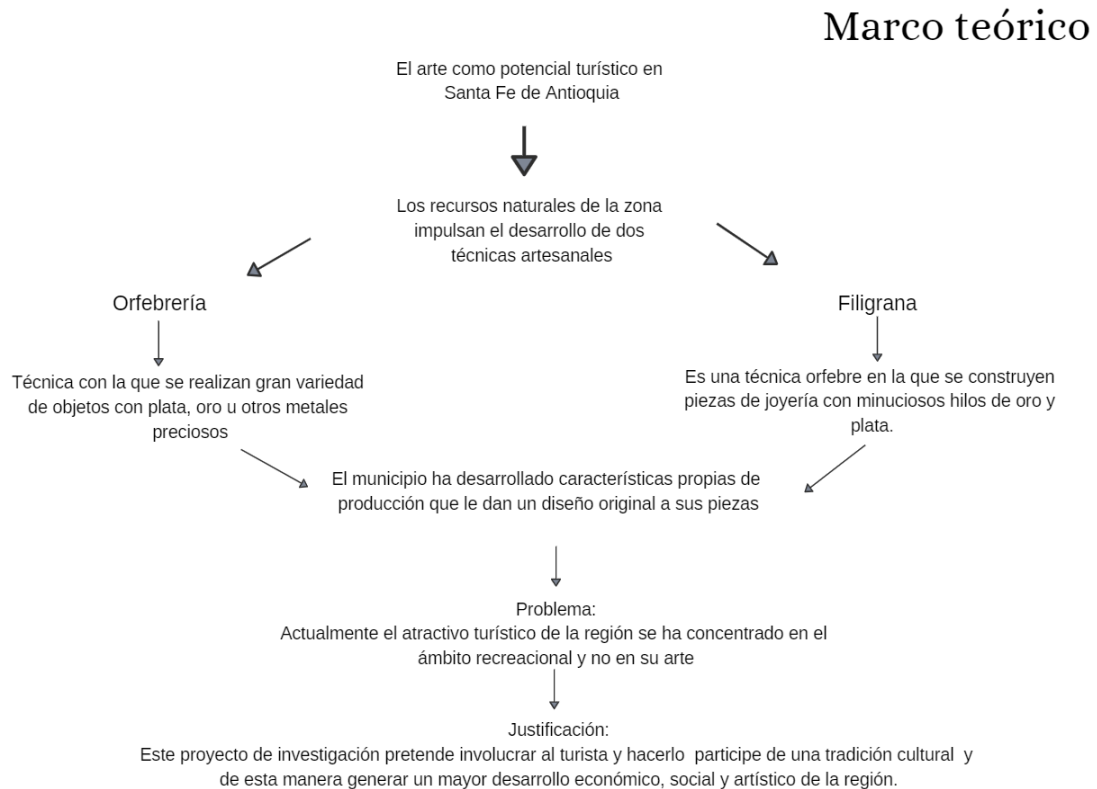 Marco teórico
El arte como potencial turístico en
Santa Fe de Antioquia
Los recursos naturales de la zona
impulsan el desarrollo de dos
técnicas artesanales
Orfebrería
Técnica con la que se realizan gran variedad
de objetos con plata, oro u otros metales
preciosos
Filigrana
Es una técnica orfebre en la que se construyen
piezas de joyería con minuciosos hilos de oro y
plata.
El municipio ha desarrollado características propias de
producción que le dan un diseño original a sus piezas
Problema:
Actualmente el atractivo turístico de la región se ha concentrado en el
ámbito recreacional y no en su arte
Justificación:
Este proyecto de investigación pretende involucrar al turista y hacerlo participe de una tradición cultural y
de esta manera generar un mayor desarrollo económico, social y artístico de la región.